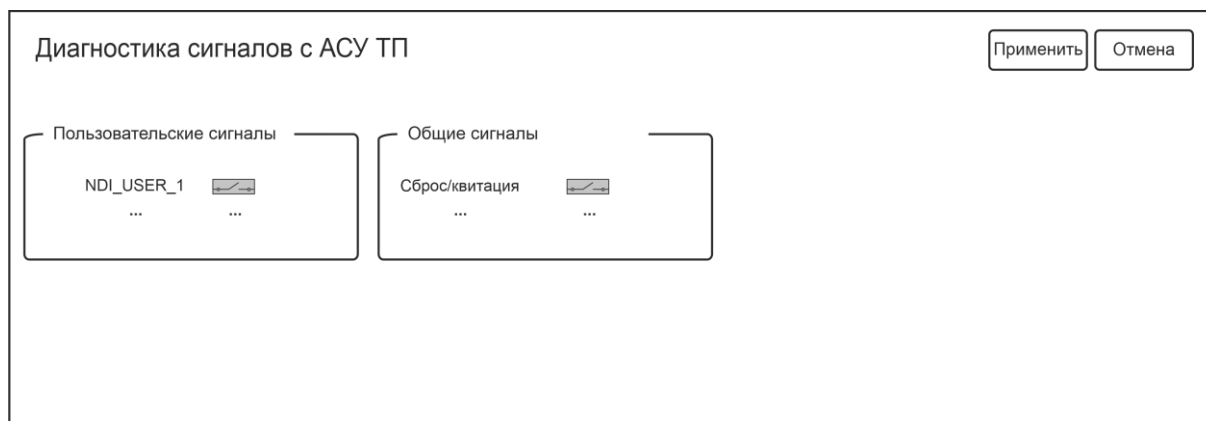 Диагностика сигналов с АСУ ТП
Применить
Отмена
Пользовательские сигналы
NDI_USER_1
... ...
Общие сигналы
Сброс/квитация
... ...